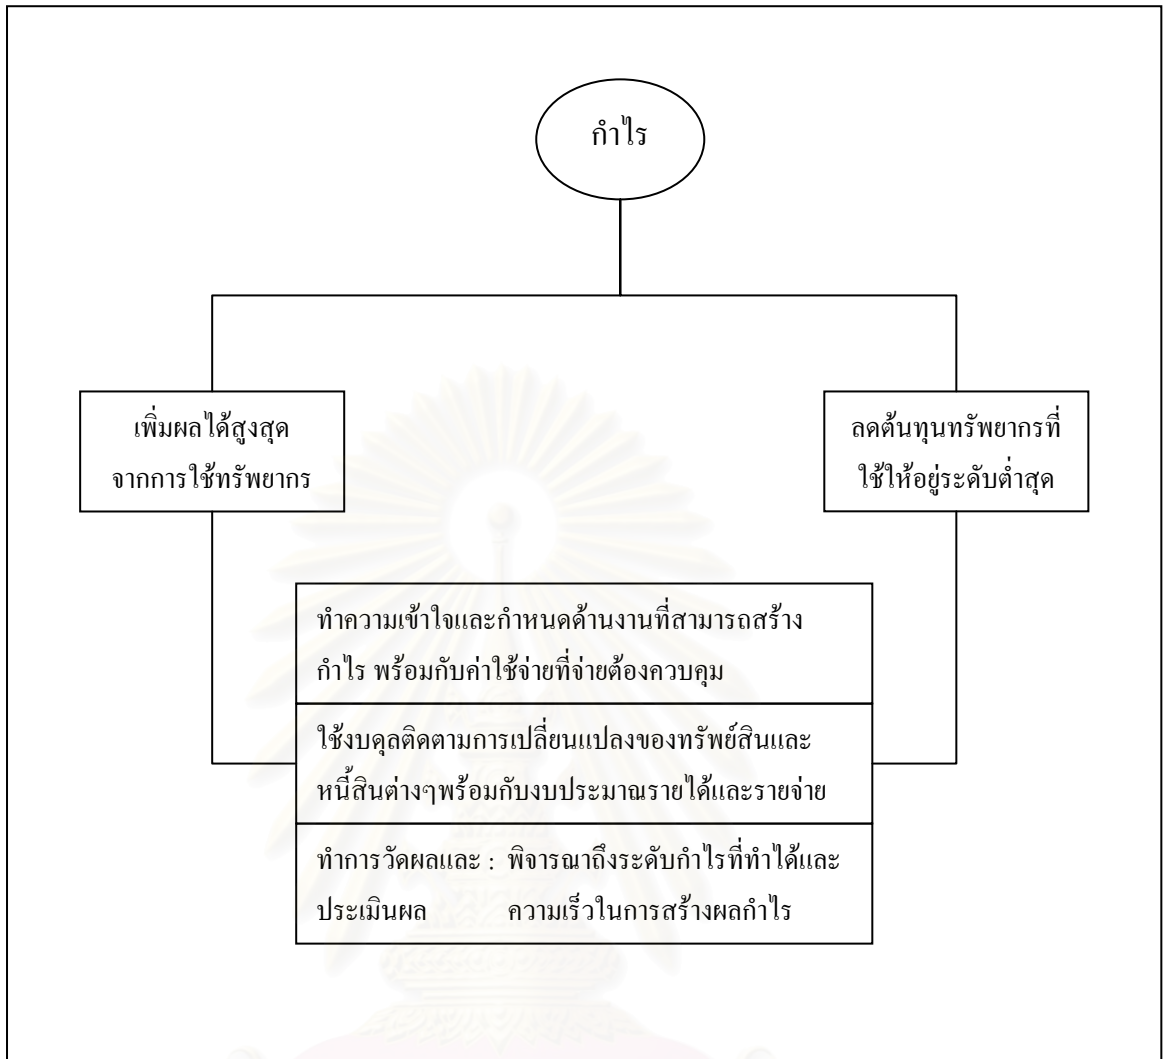 กำไร
เพิ่มผลได้สูงสุด
จากการใช้ทรัพยากร
ลดต้นทุนทรัพยากรที่
ใช้ให้อยู่ระดับต่ำสุด
ทำความเข้าใจและกำหนดด้านงานที่สามารถสร้าง
กำไร พร้อมกับค่าใช้จ่ายที่จ่ายต้องควบคุม
ใช้งบดุลติดตามการเปลี่ยนแปลงของทรัพย์สินและ
หนี้สินต่างๆพร้อมกับงบประมาณรายได้และรายจ่าย
ทำการวัดผลและ : พิจารณาถึงระดับกำไรที่ทำได้และ
ประเมินผล ความเร็วในการสร้างผลกำไร